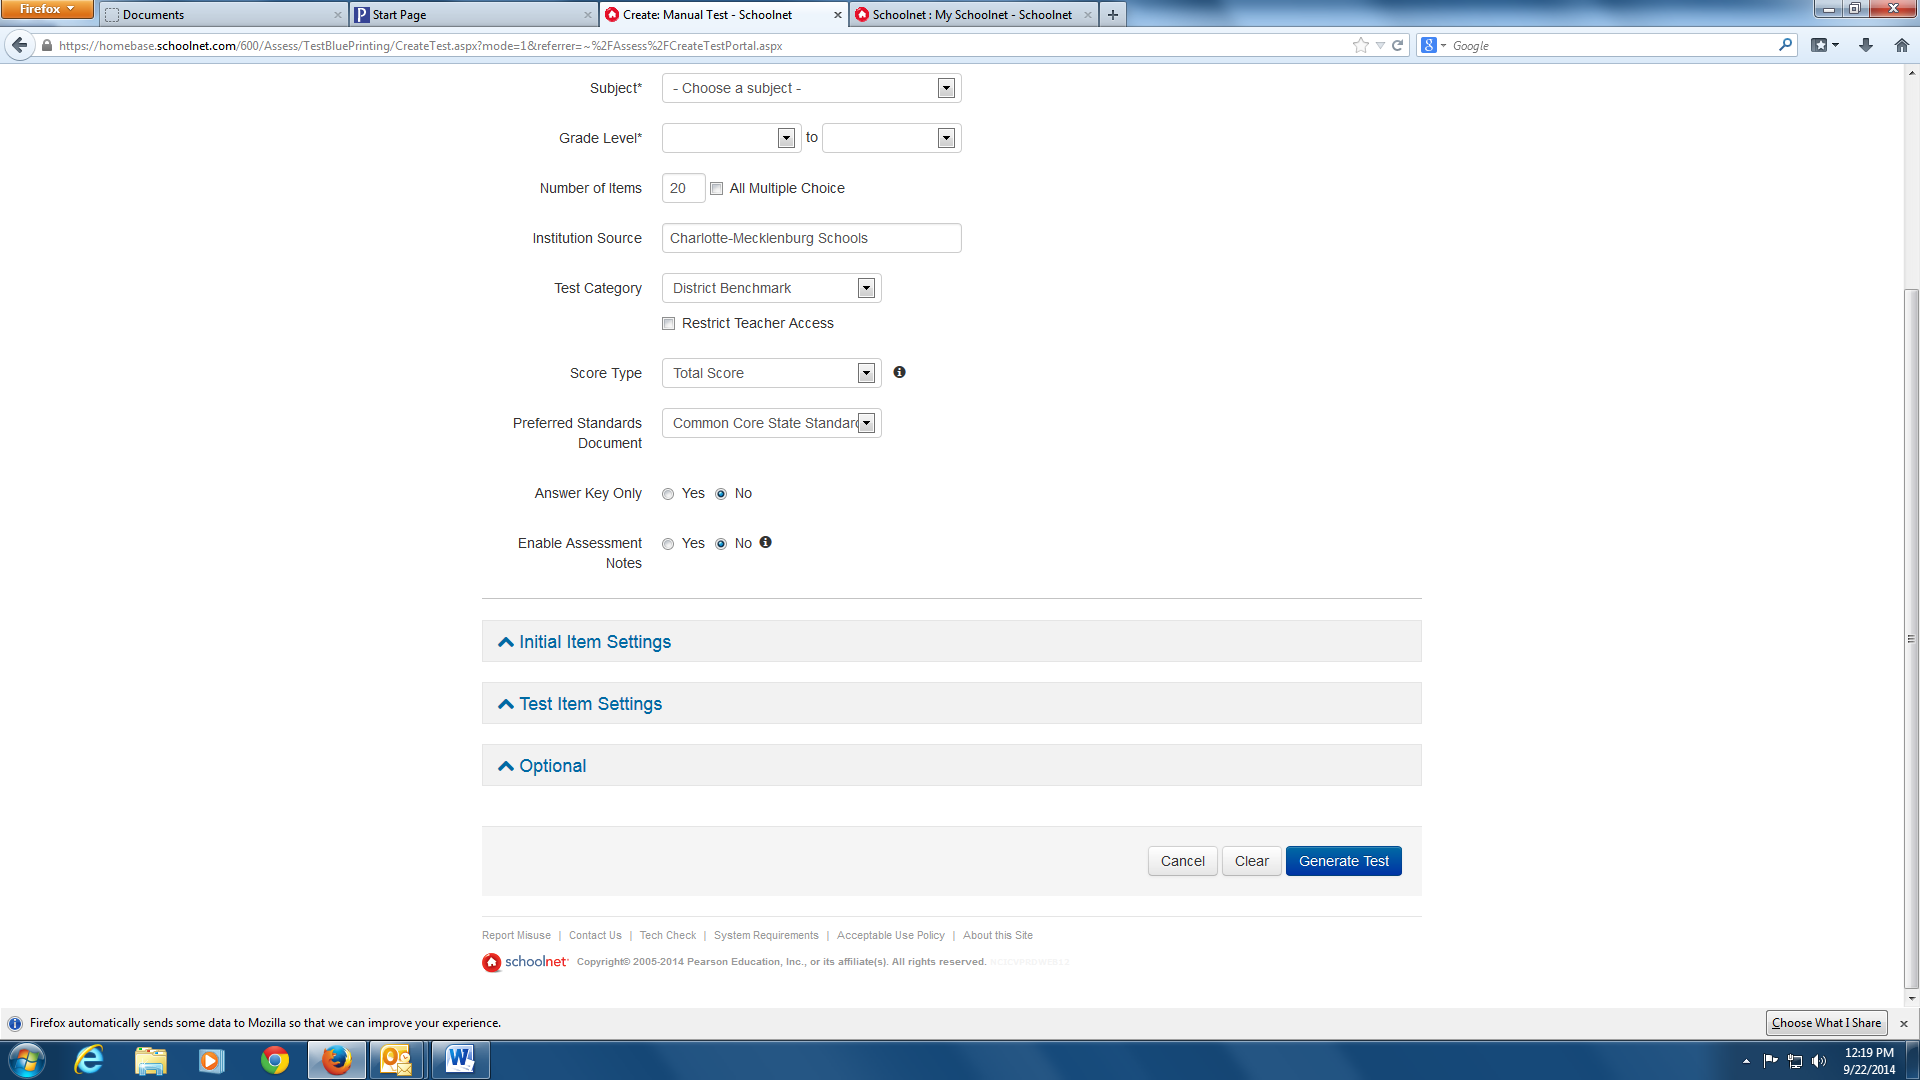 Firefox
Documents
Start Page
Create: Manual Test - Schoolnet
Schoolnet : My Schoolnet - Schoolnet
https://homebase.schoolnet.com/600/Assess/TestBluePrinting/CreateTest.aspx?mode=1&referrer=~%2FAssess%2FCreateTestPortal.aspx
Google
Subject* - Choose a subject -
Grade Level* to
Number of Items 20 All Multiple Choice
Institution Source Charlotte-Mecklenburg Schools
Test Category District Benchmark
Restrict Teacher Access
Score Type Total Score
Preferred Standards Document Common Core State Standard
Answer Key Only Yes No
Enable Assessment Notes Yes No
Initial Item Settings
Test Item Settings
Optional
Cancel Clear Generate Test
Report Misuse | Contact Us | Tech Check | System Requirements | Acceptable Use Policy | About this Site
schoolnet Copyright© 2005-2014 Pearson Education, Inc., or its affiliate(s). All rights reserved.
Firefox automatically sends some data to Mozilla so that we can improve your experience.
Choose What I Share
12:19 PM
9/22/2014